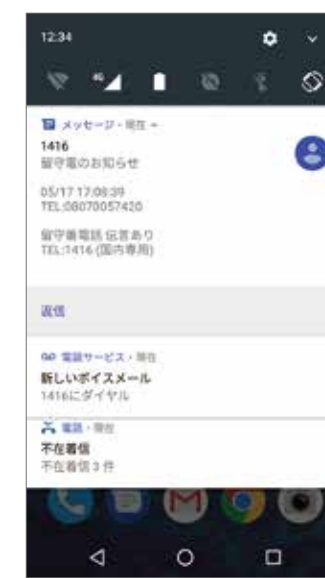 12:34
4G
メッセージ・現在
1416
留守電のお知らせ
05/17 17:08:39
TEL:08070057420
留守番電話 伝言あり
TEL:1416 (国内専用)
返信
電話サービス・現在
新しいボイスメール
1416にダイヤル
電話・現在
不在着信
不在着信 3 件